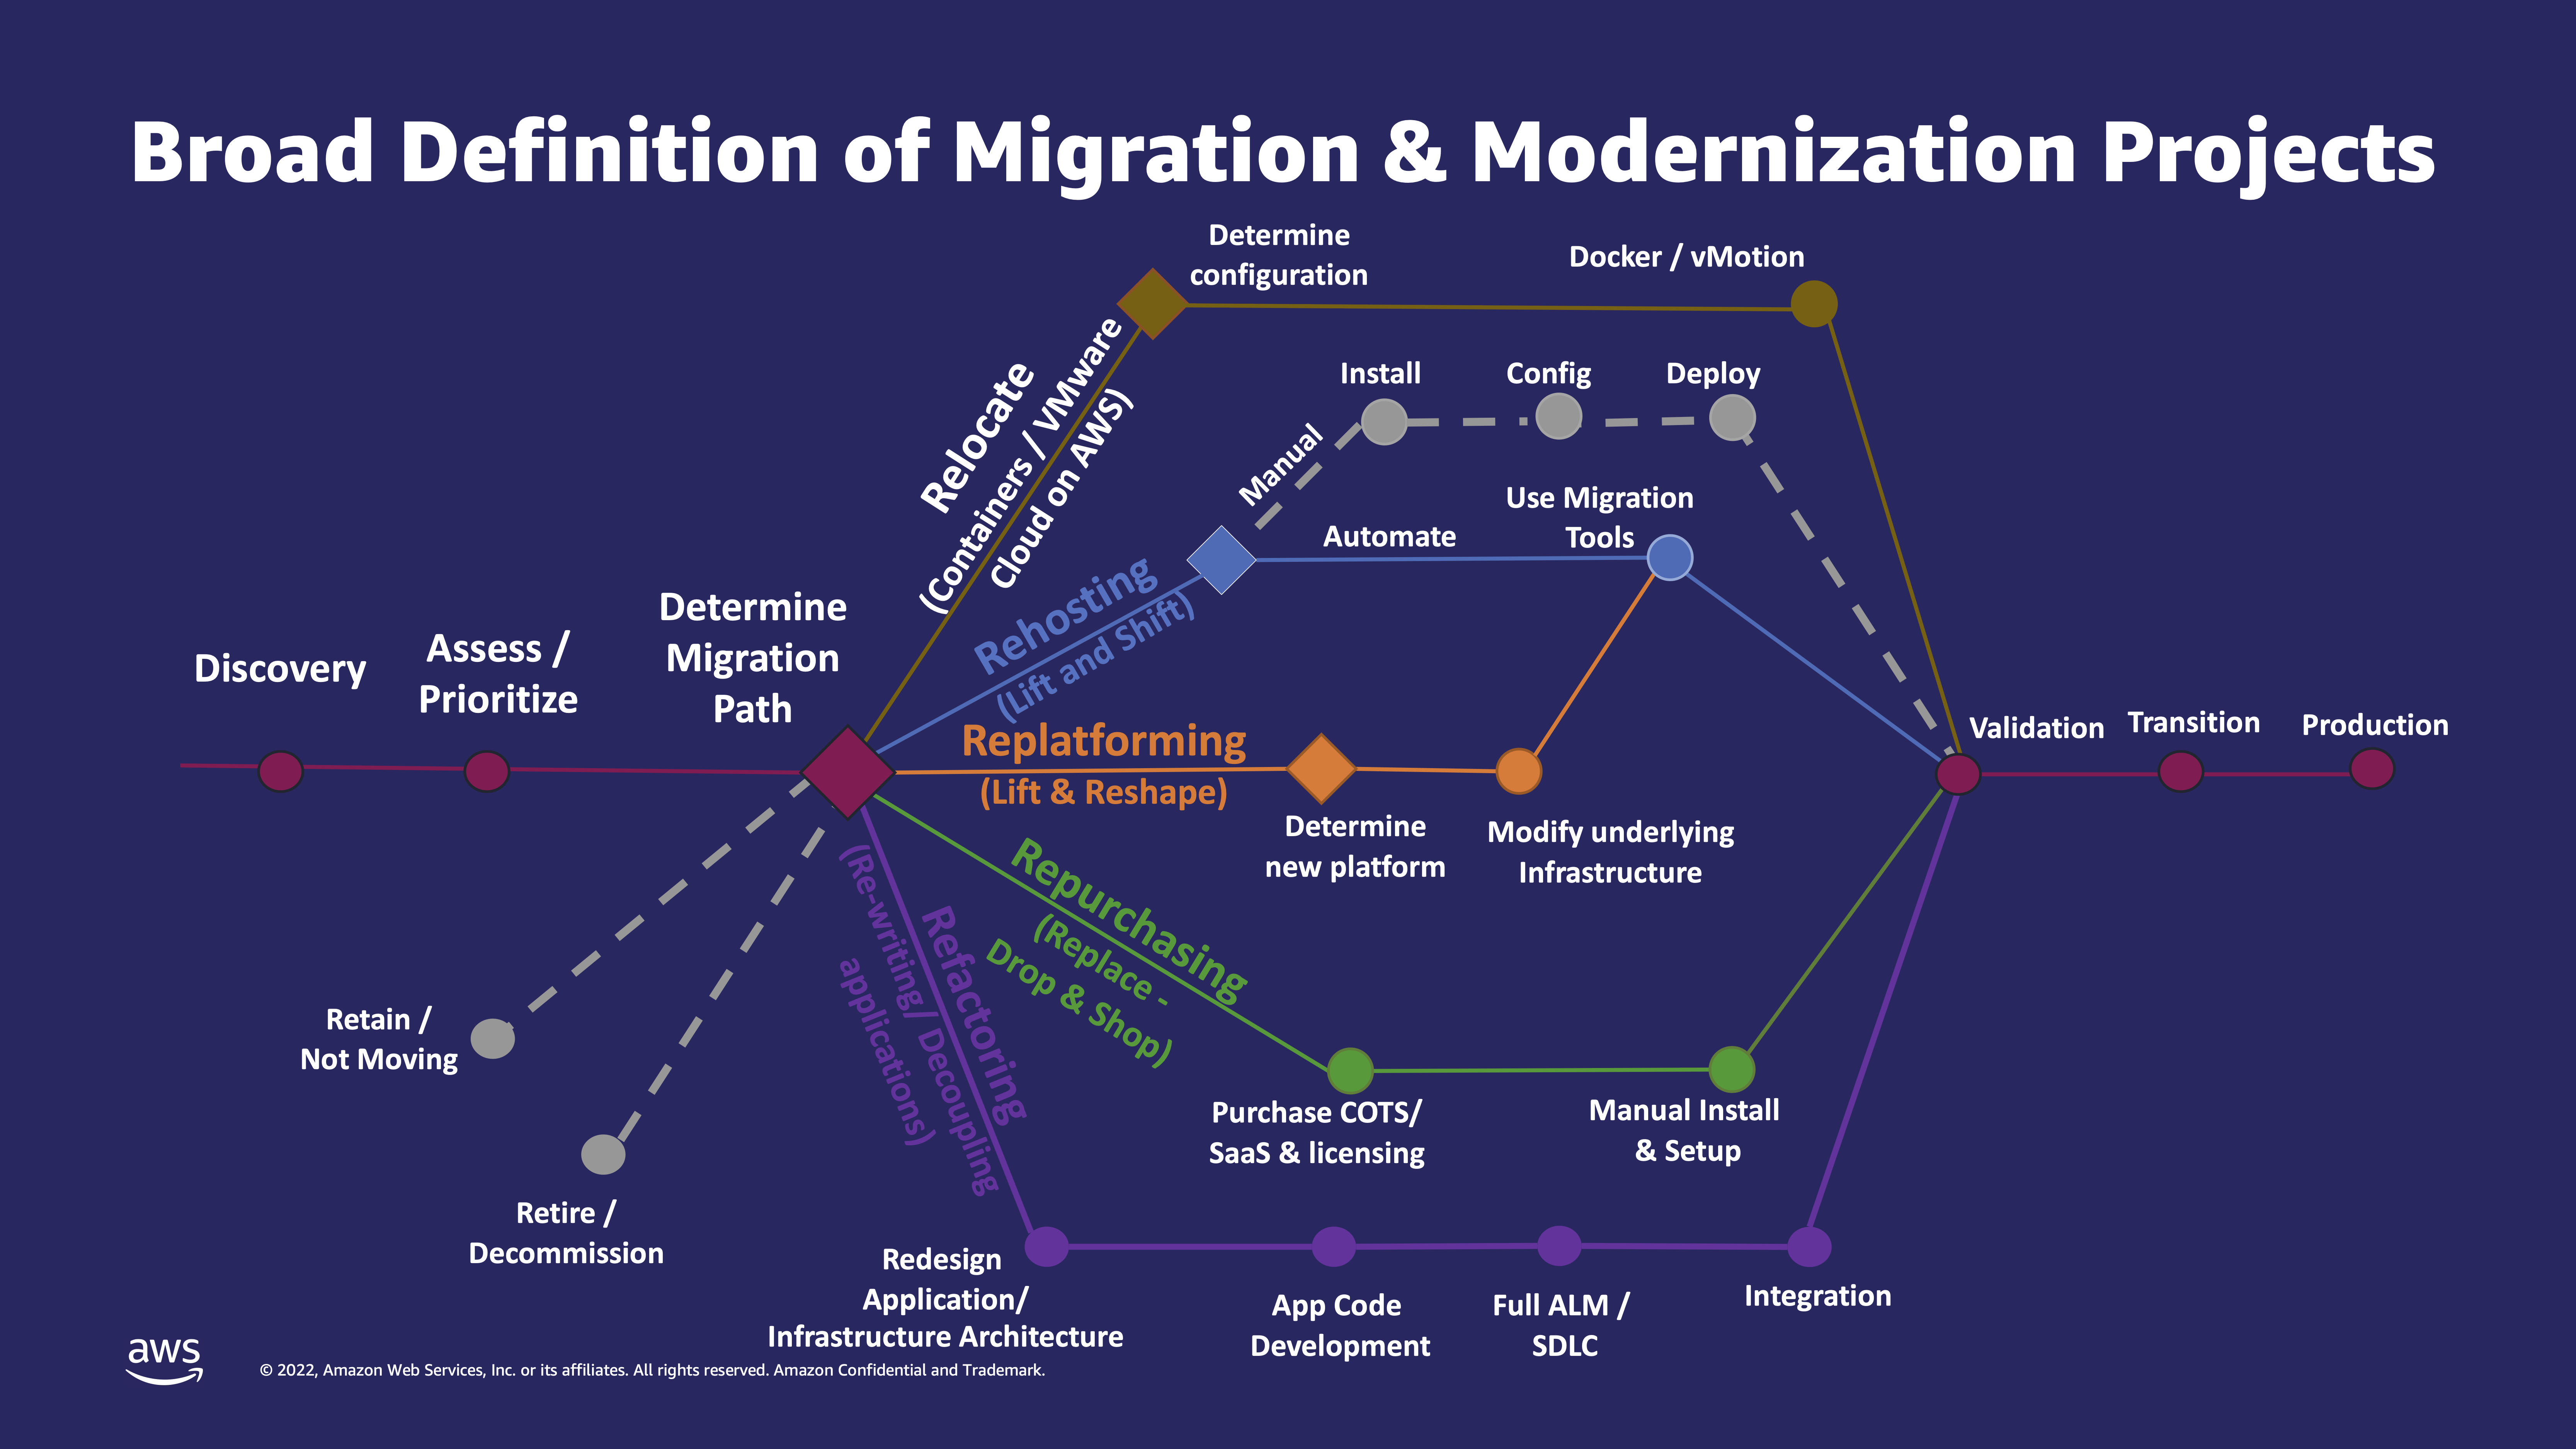 Broad Definition of Migration & Modernization Projects
Determine
configuration
Docker / vMotion
Relocate
(Containers / VMware
Cloud on AWS)
Install
Config
Deploy
Manual
Use Migration
Tools
Automate
Rehosting
(Lift and Shift)
Discovery
Assess /
Prioritize
Determine
Migration
Path
Replatforming
(Lift & Reshape)
Determine
new platform
Modify underlying
Infrastructure
Validation
Transition
Production
Repurchasing
(Replace -
Drop & Shop)
Refactoring
(Re-writing/ Decoupling
applications)
Retain /
Not Moving
Retire /
Decommission
Purchase COTS/
SaaS & licensing
Manual Install
& Setup
Redesign
Application/
Infrastructure Architecture
App Code
Development
Full ALM /
SDLC
Integration
aws
© 2022, Amazon Web Services, Inc. or its affiliates. All rights reserved. Amazon Confidential and Trademark.